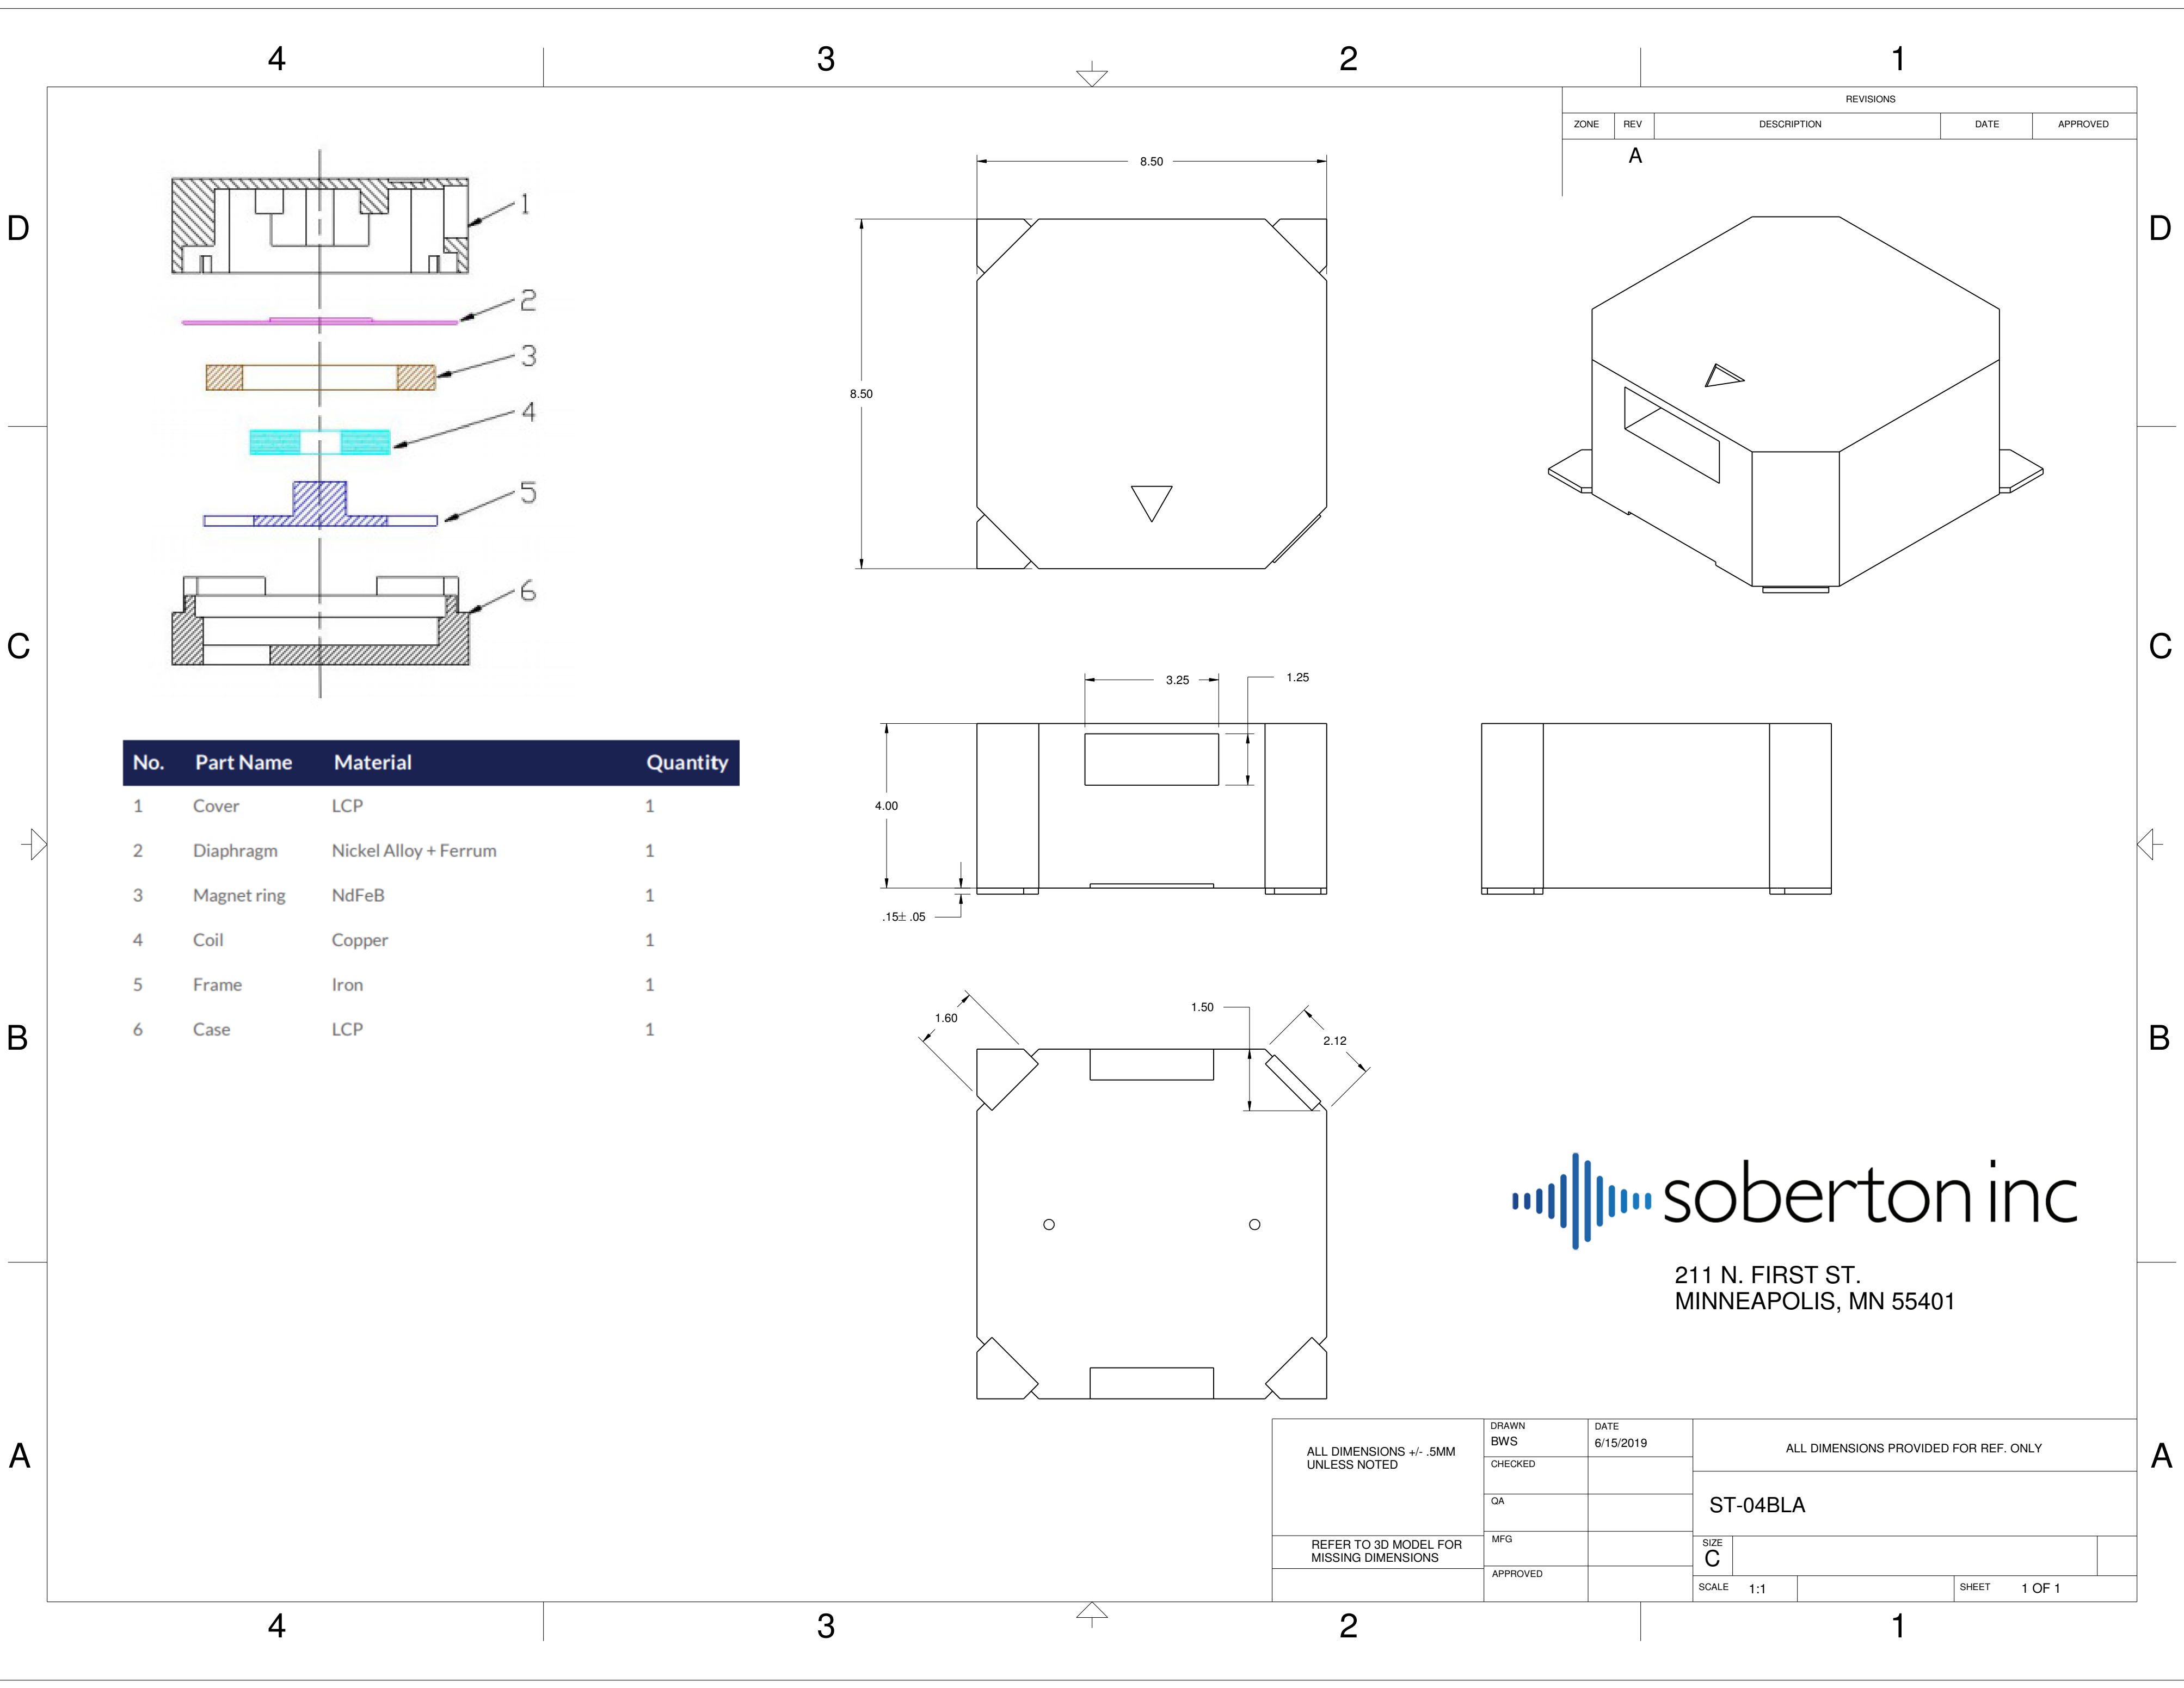 4 3 2 1
REVISIONS
ZONE REV DESCRIPTION DATE APPROVED
A
D D
1
2
3
4
5
6
8.50
8.50
C C
No. Part Name Material Quantity
1 Cover LCP 1
2 Diaphragm Nickel Alloy + Ferrum 1
3 Magnet ring NdFeB 1
4 Coil Copper 1
5 Frame Iron 1
6 Case LCP 1
3.25
1.25
4.00
.15± .05
B B
1.60
1.50
2.12
soberton inc
211 N. FIRST ST.
MINNEAPOLIS, MN 55401
A A
ALL DIMENSIONS +/- .5MM
UNLESS NOTED
REFER TO 3D MODEL FOR
MISSING DIMENSIONS
DRAWN
BWS
DATE
6/15/2019
CHECKED
QA
MFG
APPROVED
ALL DIMENSIONS PROVIDED FOR REF. ONLY
ST-04BLA
SIZE
C
SCALE 1:1
SHEET 1 OF 1
4 3 2 1